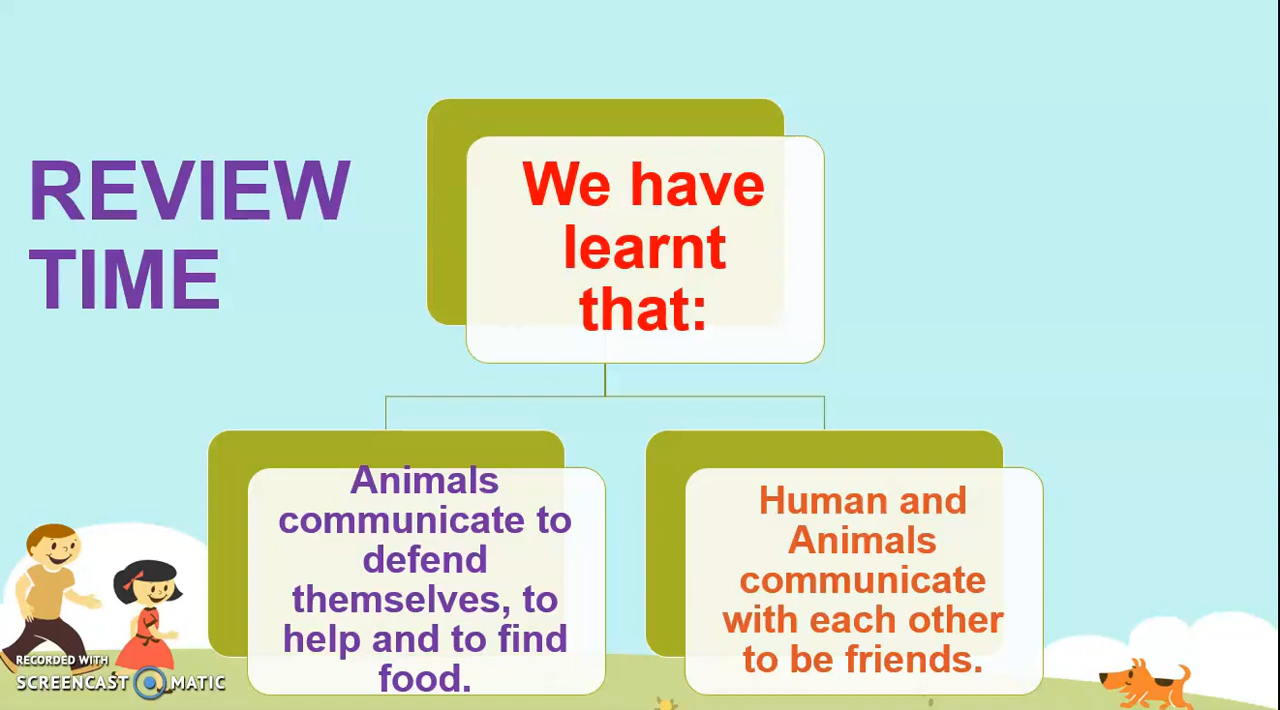 REVIEW
TIME
We have
learnt
that:
Animals
communicate to
defend
themselves, to
help and to find
food.
Human and
Animals
communicate
with each other
to be friends.
RECORDED WITH
SCREENCAST MATIC